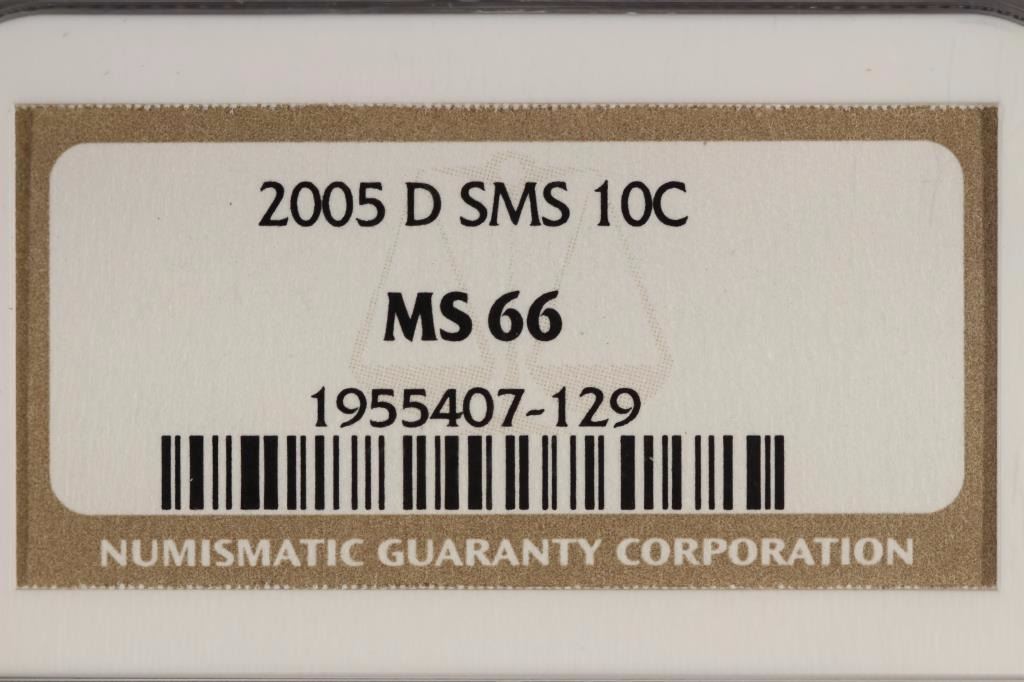 2005 D SMS 10C
MS 66
1955407-129
NUMISMATIC GUARANTY CORPORATION